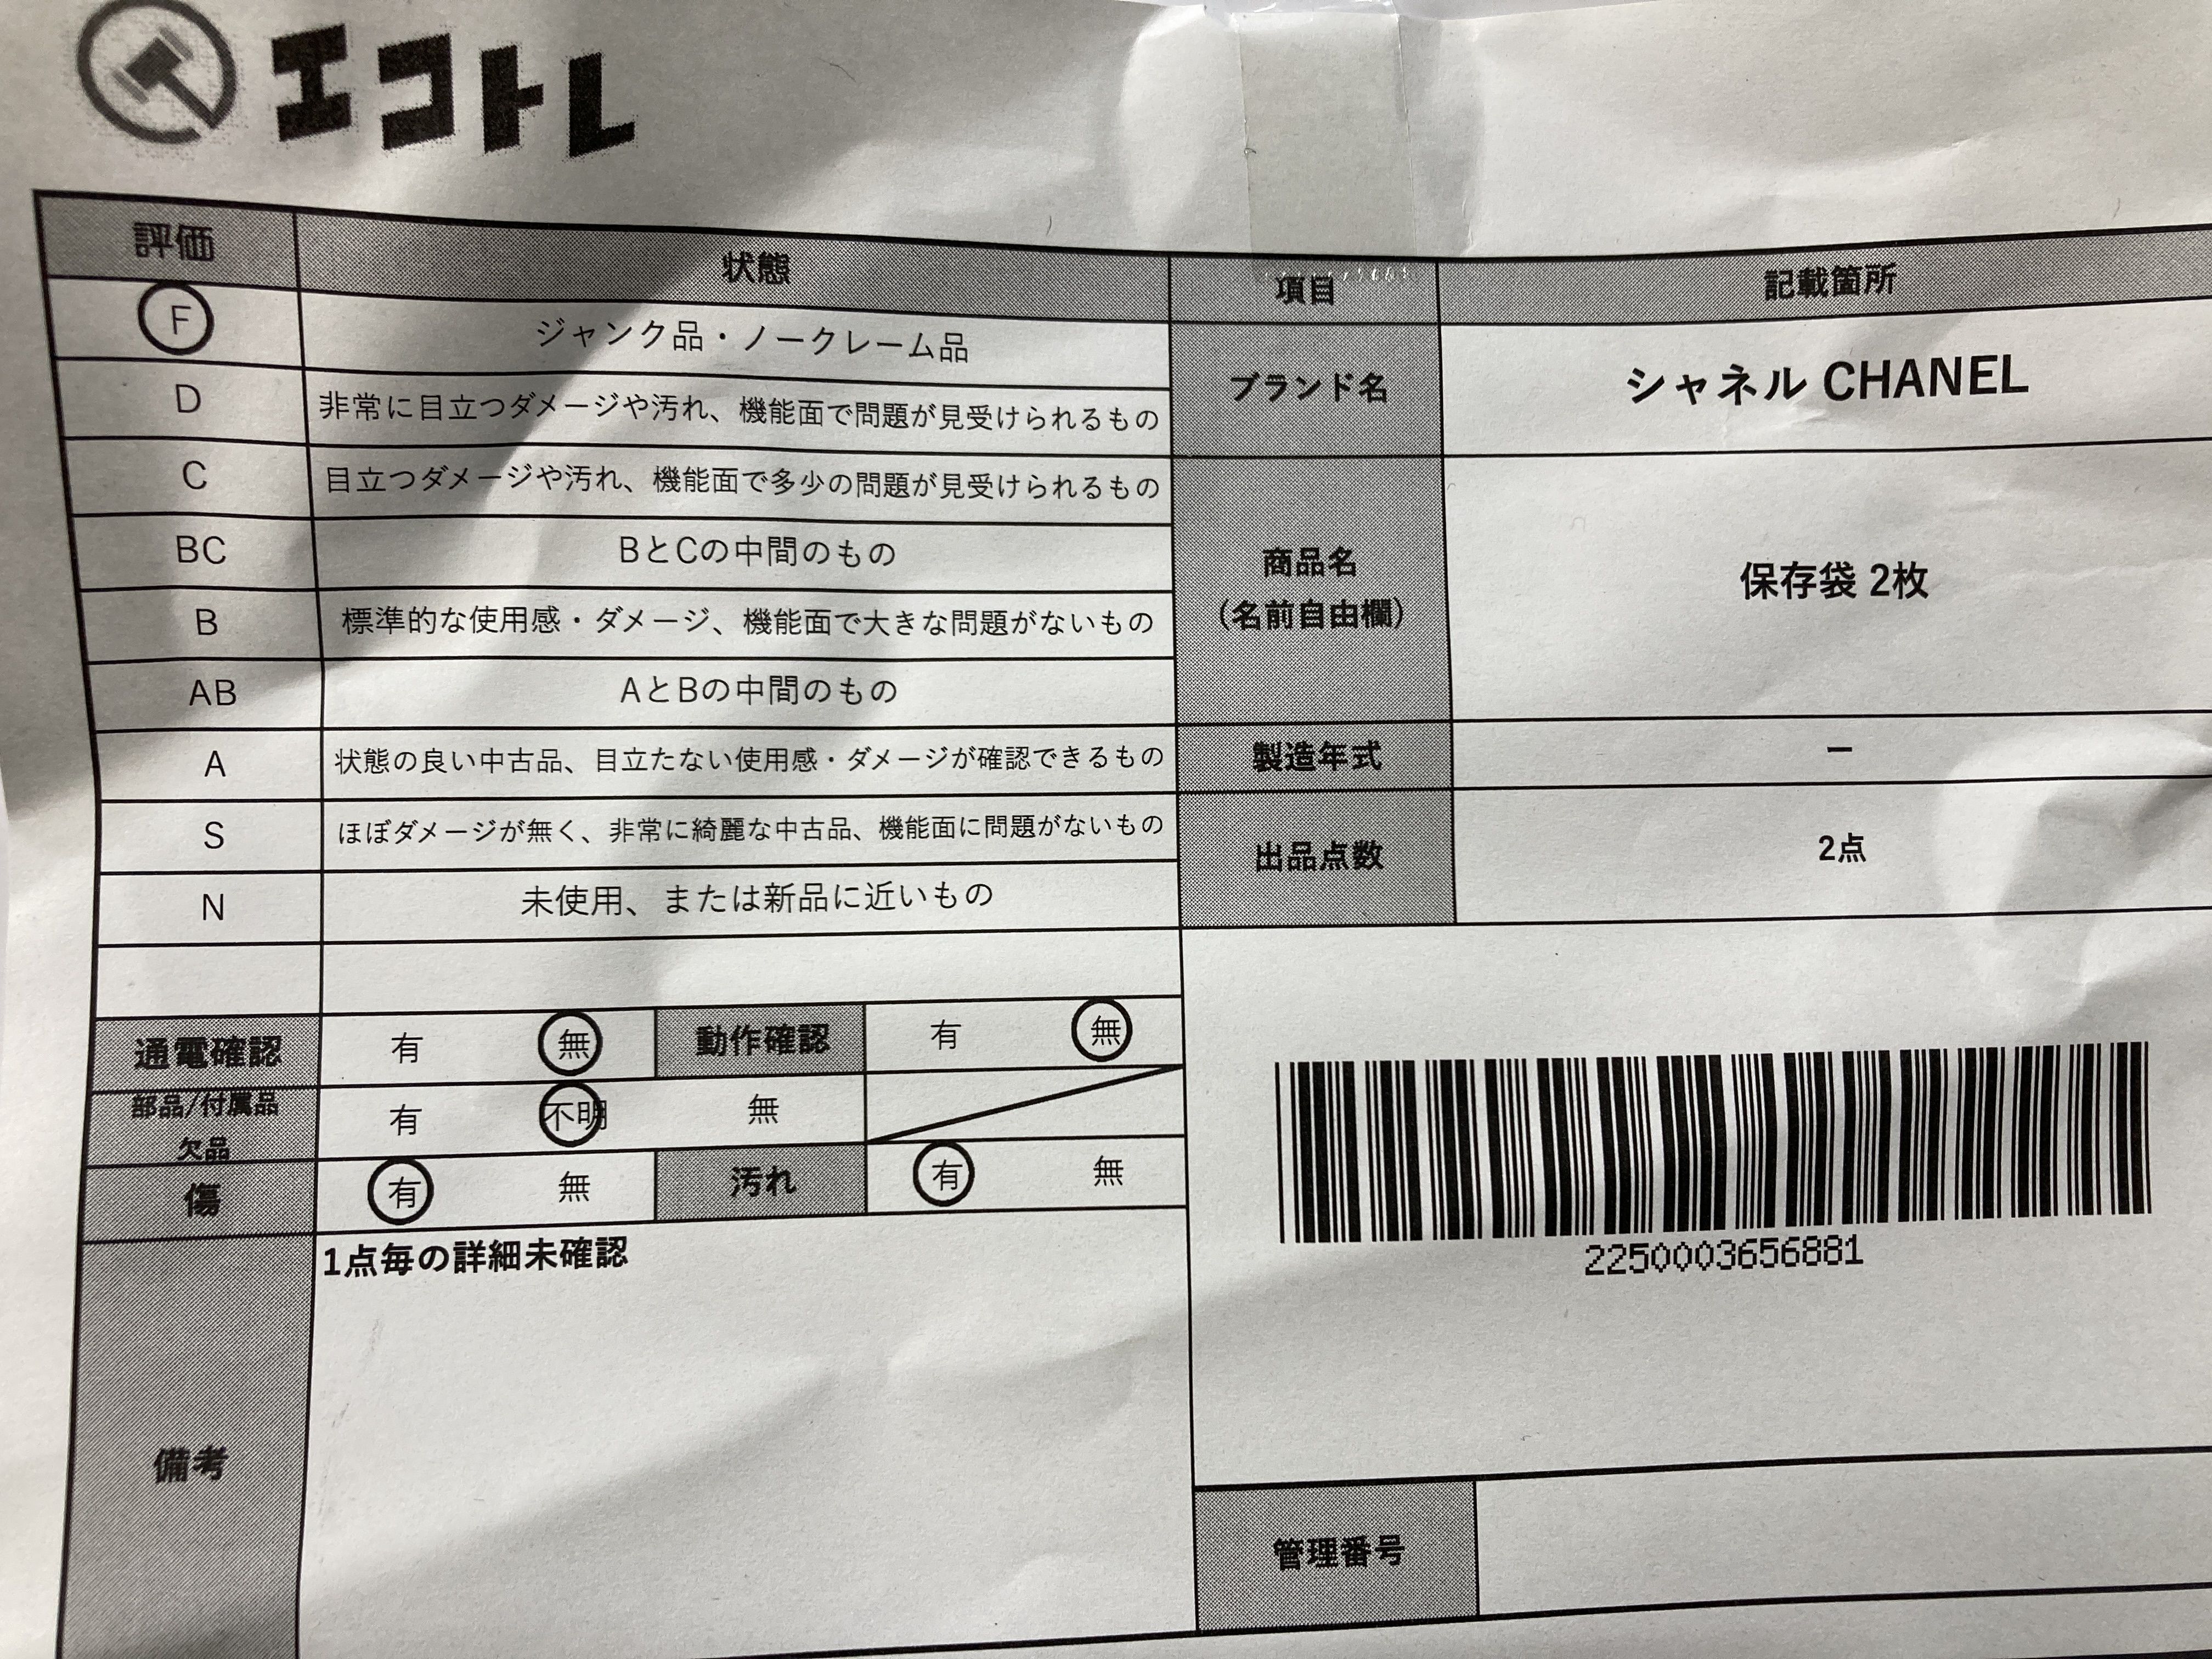 エコトレ
評価 状態
F ジャンク品・ノークレーム品
D 非常に目立つダメージや汚れ、機能面で問題が見受けられるもの
C 目立つダメージや汚れ、機能面で多少の問題が見受けられるもの
BC BとCの中間のもの
B 標準的な使用感・ダメージ、機能面で大きな問題がないもの
AB AとBの中間のもの
A 状態の良い中古品、目立たない使用感・ダメージが確認できるもの
S ほぼダメージが無く、非常に綺麗な中古品、機能面に問題がないもの
N 未使用、または新品に近いもの
通電確認 有 無 動作確認 有 無
部品/付属品
欠品 有 不明 無
傷 有 無 汚れ 有 無
備考 1点毎の詳細未確認
項目 記載箇所
ブランド名 シャネル CHANEL
商品名
(名前自由欄) 保存袋 2枚
製造年式 ー
出品点数 2点
2250003656881
管理番号